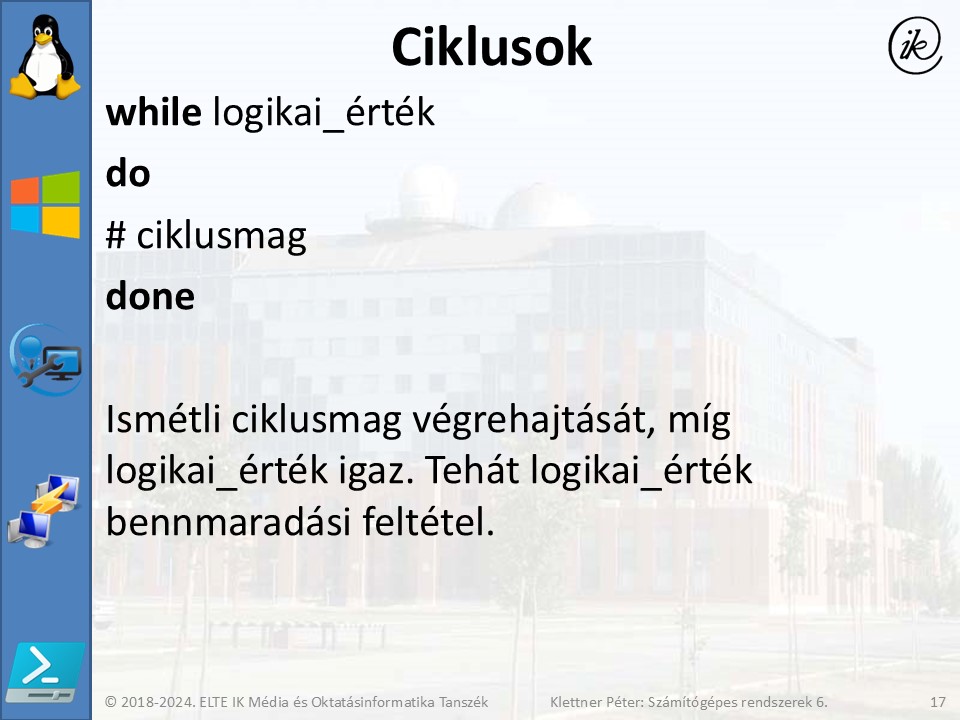 Ciklusok
ik
while logikai_érték
do
# ciklusmag
done
Ismétli ciklusmag végrehajtását, míg
logikai_érték igaz. Tehát logikai_érték
bennmaradási feltétel.
© 2018-2024. ELTE IK Média és Oktatásinformatika Tanszék Klettner Péter: Számítógépes rendszerek 6. 17